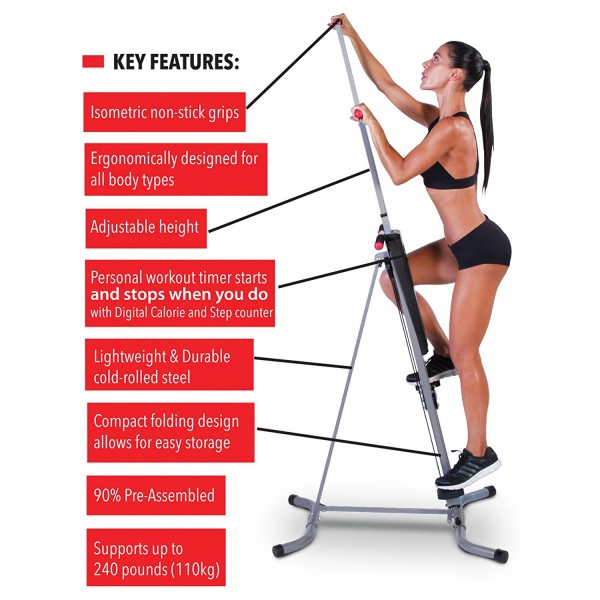 KEY FEATURES:
Isometric non-stick grips
Ergonomically designed for
all body types
Adjustable height
Personal workout timer starts
and stops when you do
with Digital Calorie and Step counter
Lightweight & Durable
cold-rolled steel
Compact folding design
allows for easy storage
90% Pre-Assembled
Supports up to
240 pounds (110kg)